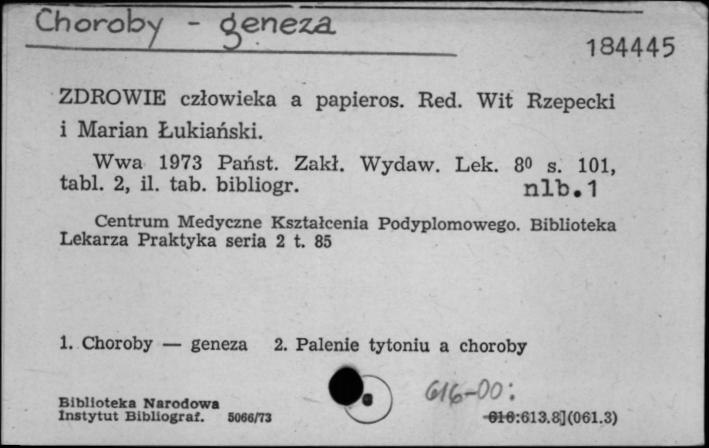 Choroby - geneza
184445
ZDROWIE człowieka a papieros. Red. Wit Rzepecki
i Marian Łukiański.
Wwa 1973 Państ. Zakł. Wydaw. Lek. 8⁰ s. 101,
tabl. 2, il. tab. bibliogr. nlb.1
Centrum Medyczne Kształcenia Podyplomowego. Biblioteka
Lekarza Praktyka seria 2 t. 85
1. Choroby — geneza 2. Palenie tytoniu a choroby
616-00:
Biblioteka Narodowa
Instytut Bibliograf. 5066/73 616:613.8](061.3)